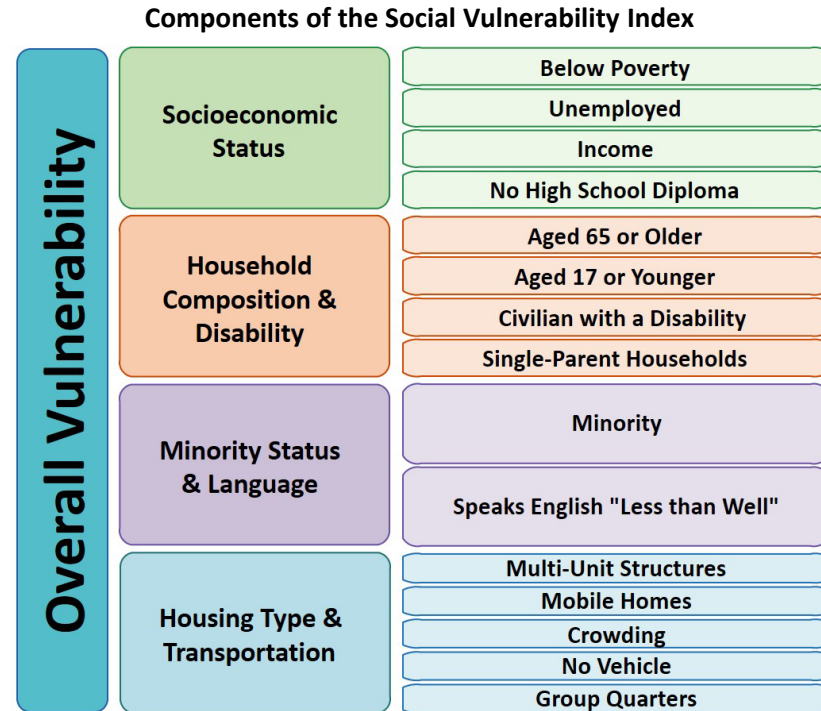 Components of the Social Vulnerability Index
Overall Vulnerability
Socioeconomic
Status
Below Poverty
Unemployed
Income
No High School Diploma
Household
Composition &
Disability
Aged 65 or Older
Aged 17 or Younger
Civilian with a Disability
Single-Parent Households
Minority Status
& Language
Minority
Speaks English "Less than Well"
Housing Type &
Transportation
Multi-Unit Structures
Mobile Homes
Crowding
No Vehicle
Group Quarters